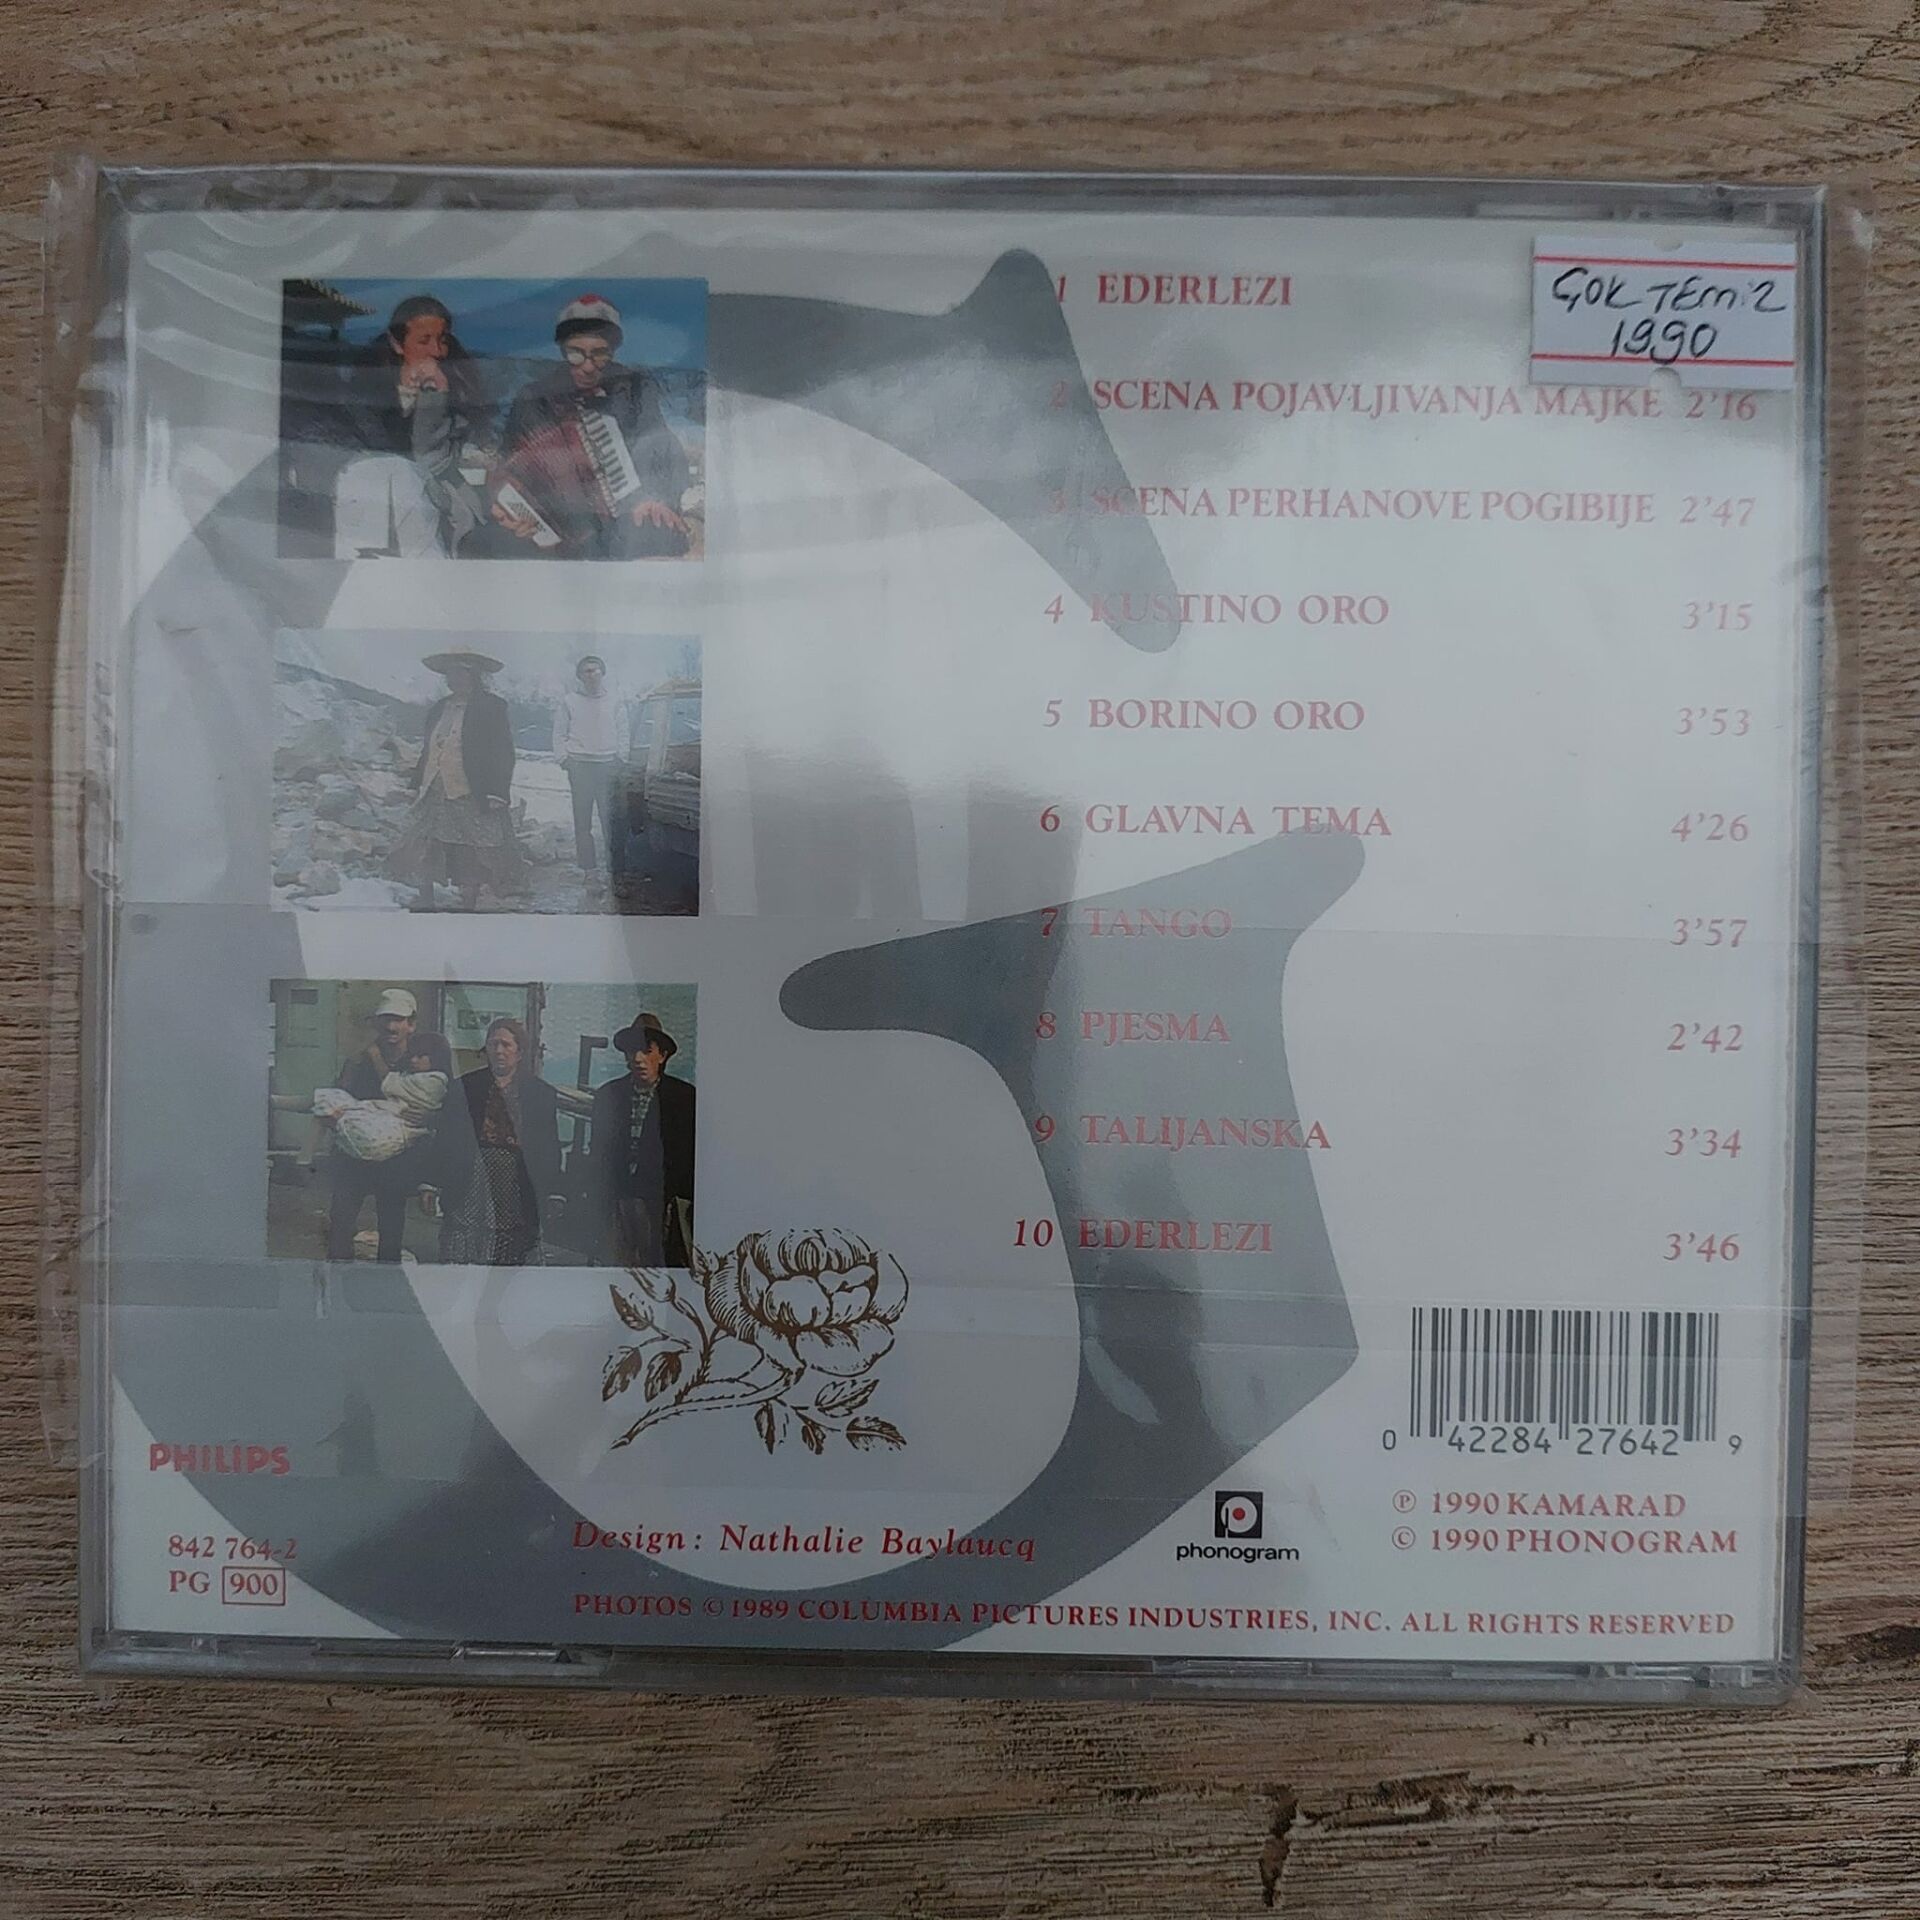 1 EDERLEZI
ÇOK TEMİZ
1990
2 SCENA POJAVLJIVANJA MAJKE 2'16
3 SCENA PERHANOVE POGIBIJE 2'47
4 KUSTINO ORO 3'15
5 BORINO ORO 3'53
6 GLAVNA TEMA 4'26
7 TANGO 3'57
8 PJESMA 2'42
9 TALIJANSKA 3'34
10 EDERLEZI 3'46
0 42284 27642 9
PHILIPS
842 764-2
PG 900
Design : Nathalie Baylaucq
phonogram
℗ 1990 KAMARAD
© 1990 PHONOGRAM
PHOTOS © 1989 COLUMBIA PICTURES INDUSTRIES, INC. ALL RIGHTS RESERVED